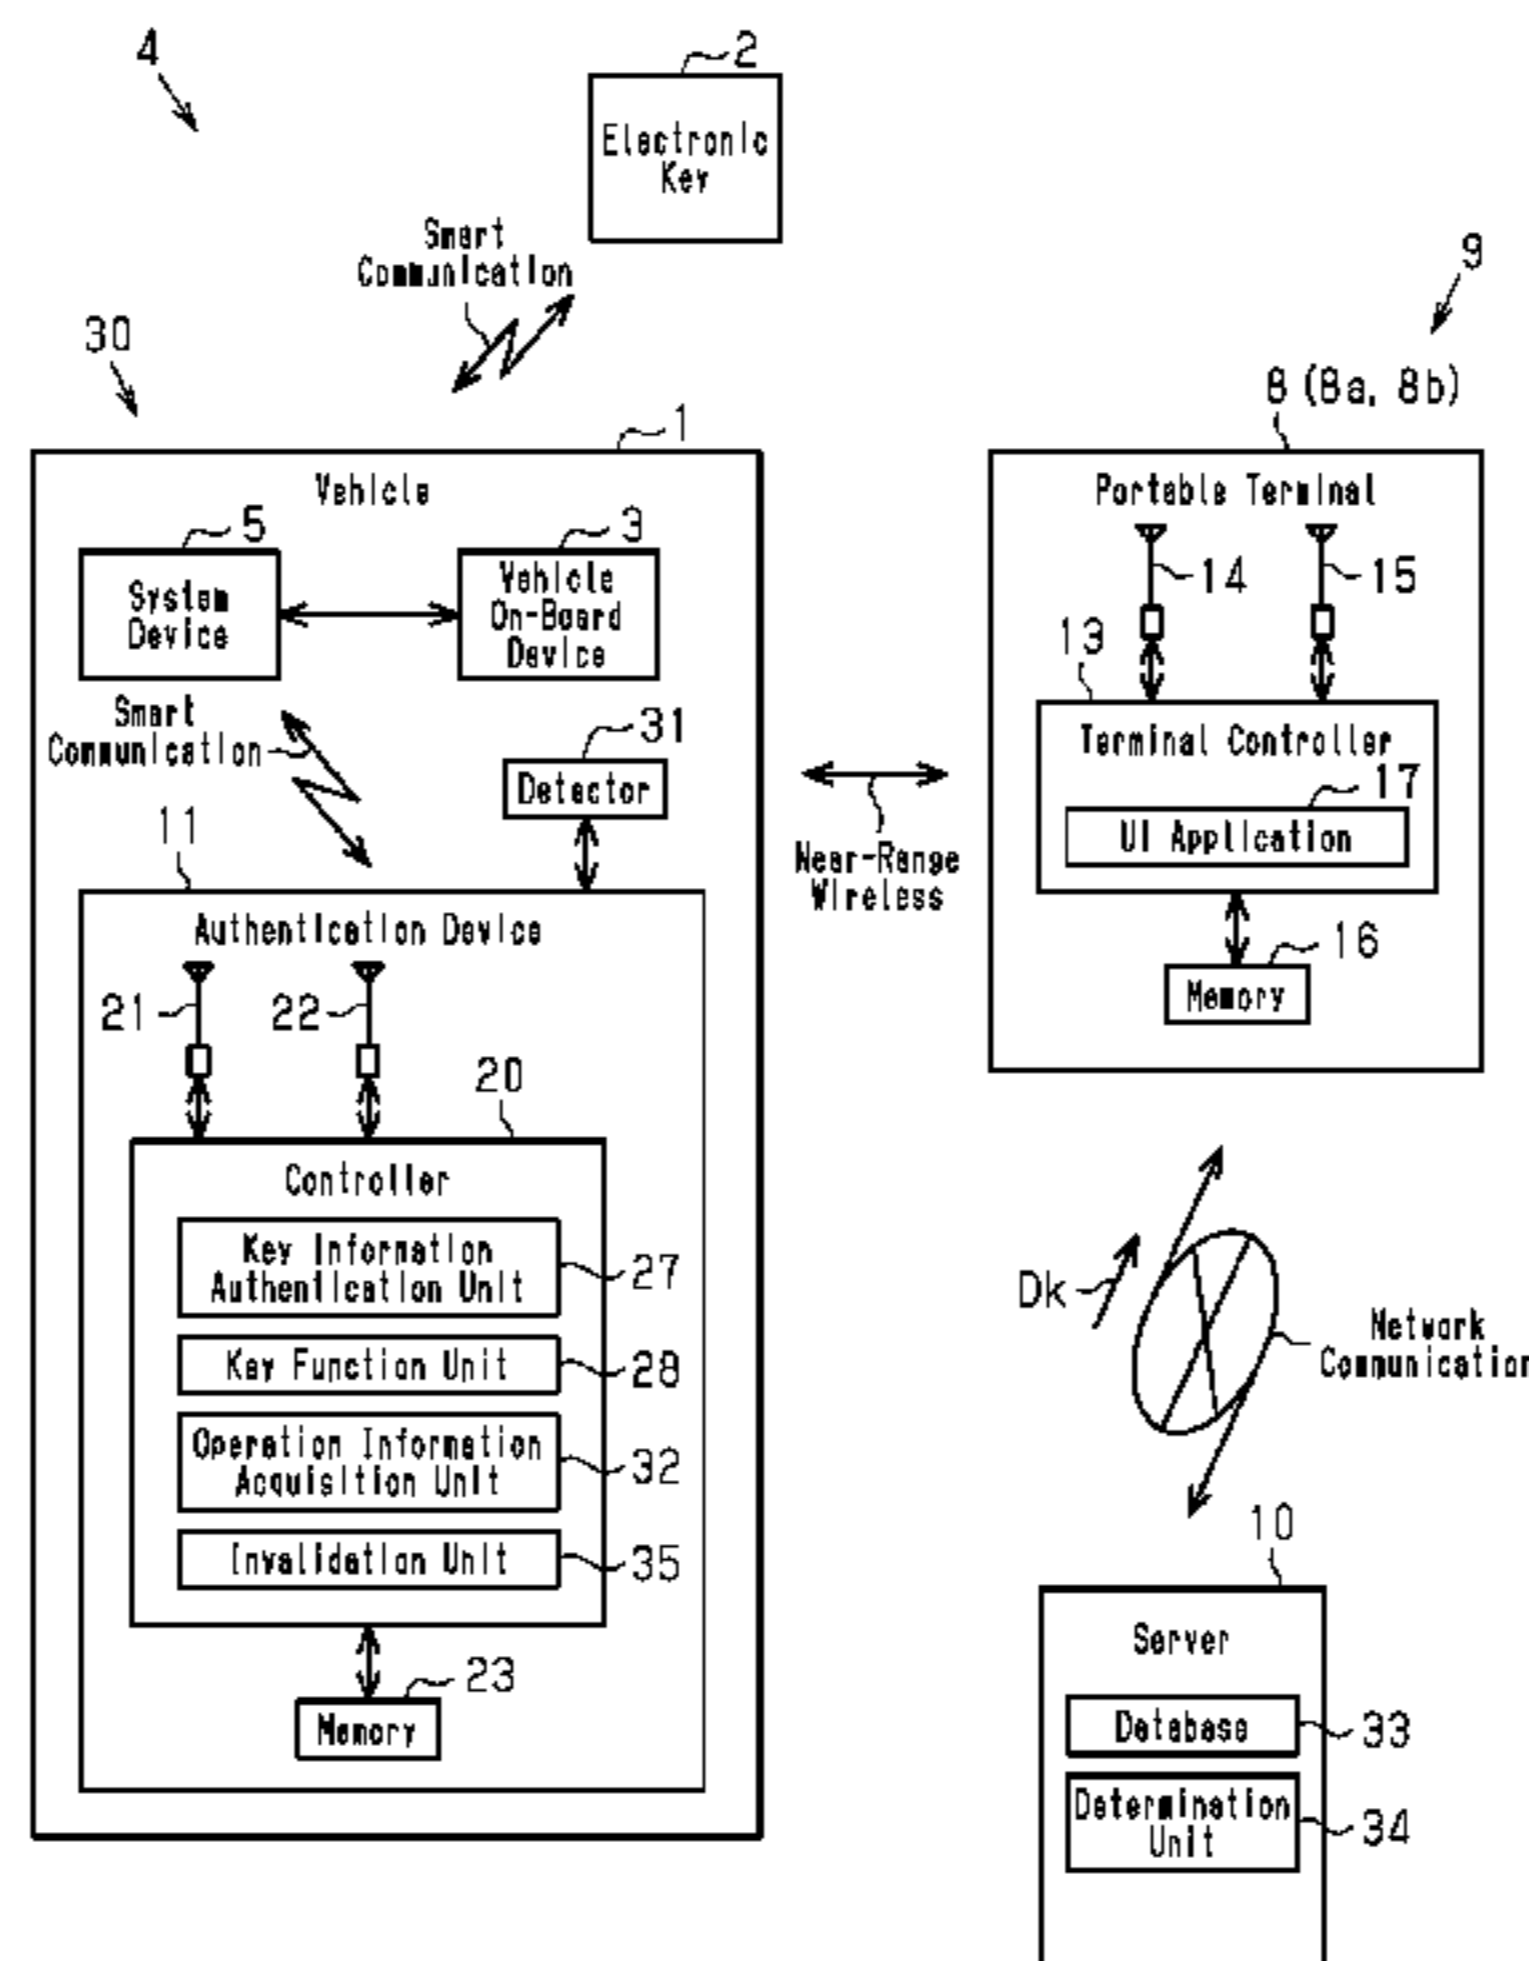 4
2
Electronic
Key
Smart
Communication
30
9
8 (8a, 8b)
1
Vehicle
5
System
Device
3
Vehicle
On-Board
Device
Smart
Communication
31
Detector
11
Authentication Device
21
22
20
Controller
Key Information
Authentication Unit
27
Key Function Unit
28
Operation Information
Acquisition Unit
32
Invalidation Unit
35
23
Memory
Near-Range
Wireless
Portable Terminal
14
15
13
Terminal Controller
17
UI Application
16
Memory
Dk
Network
Communication
10
Server
Database
33
Determination
Unit
34